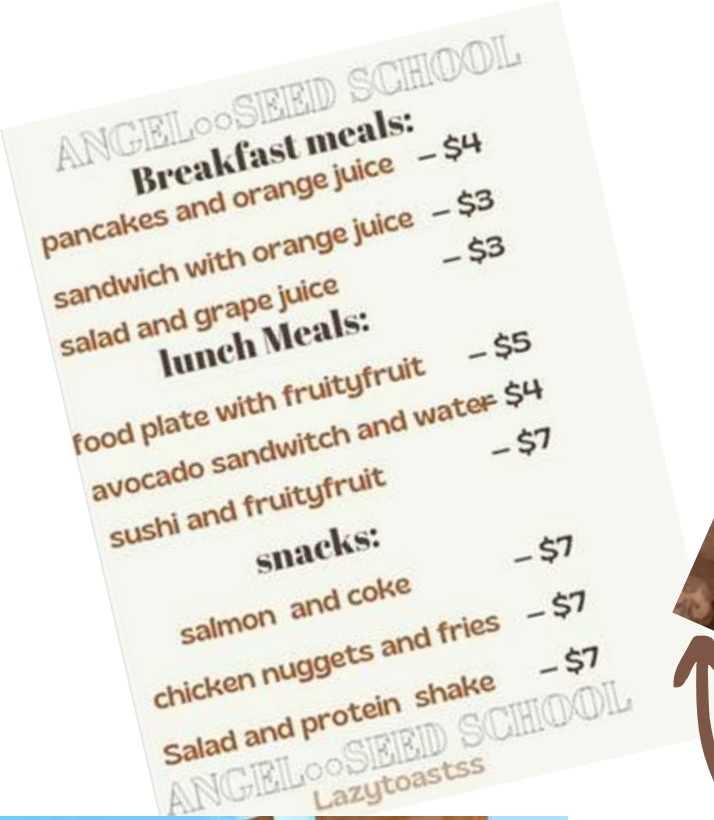 ANGEL○○SEED SCHOOL
Breakfast meals:
pancakes and orange juice – $4
sandwich with orange juice – $3
salad and grape juice – $3
lunch Meals:
food plate with fruityfruit – $5
avocado sandwitch and water – $4
sushi and fruityfruit – $7
snacks:
salmon and coke – $7
chicken nuggets and fries – $7
Salad and protein shake – $7
ANGEL○○SEED SCHOOL
Lazytoastss